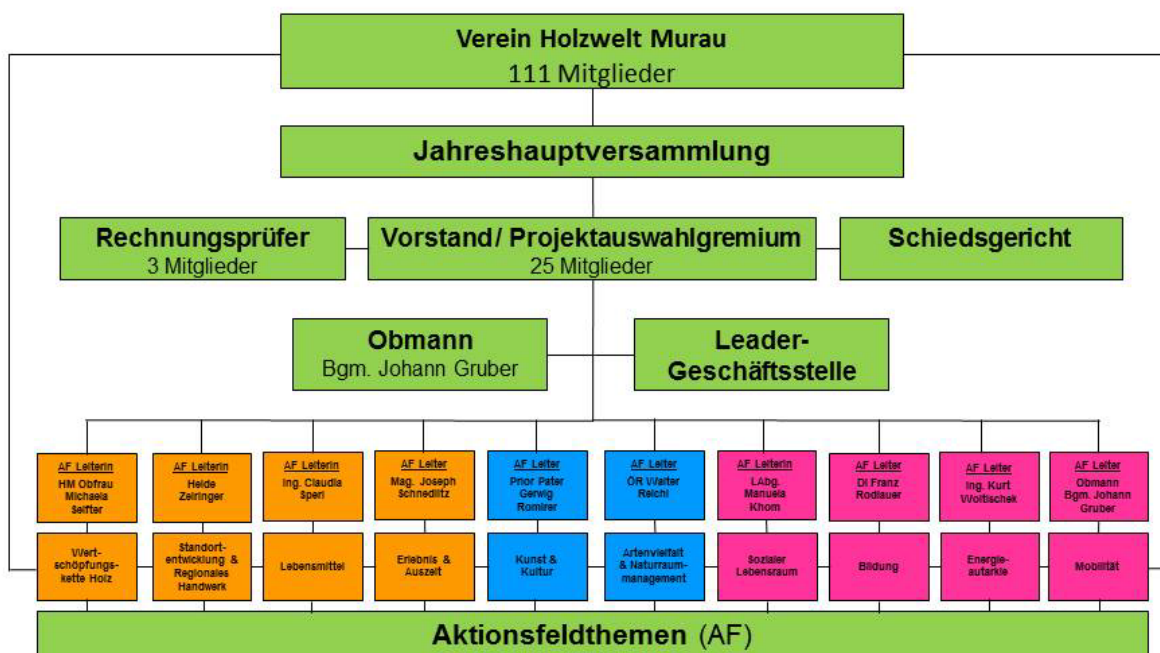 Verein Holzwelt Murau
111 Mitglieder
Jahreshauptversammlung
Rechnungsprüfer
3 Mitglieder
Vorstand/ Projektauswahlgremium
25 Mitglieder
Schiedsgericht
Obmann
Bgm. Johann Gruber
Leader-
Geschäftsstelle
AF Leiterin
HM Obfrau
Michaela
Seifter
AF Leiterin
Heide
Zeiringer
AF Leiterin
Ing. Claudia
Sperl
AF Leiter
Mag. Joseph
Schnedlitz
AF Leiter
Prior Pater
Gerwig
Romirer
AF Leiter
ÖR Walter
Reichl
AF Leiterin
LAbg.
Manuela
Khom
AF Leiter
DI Franz
Rodlauer
AF Leiter
Ing. Kurt
Woitischek
AF Leiter
Obmann
Bgm. Johann
Gruber
Wert-
schöpfungs-
kette Holz
Standort-
entwicklung &
Regionales
Handwerk
Lebensmittel
Erlebnis &
Auszeit
Kunst &
Kultur
Artenvielfalt
& Naturraum-
management
Sozialer
Lebensraum
Bildung
Energie-
autarkie
Mobilität
Aktionsfeldthemen (AF)